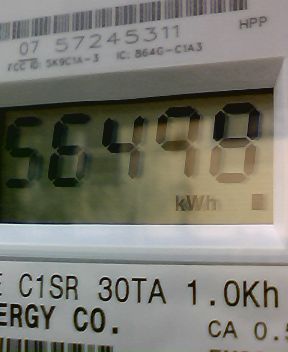 07 57245311
HPP
FCC ID: SK9C1A-3 IC: 864G-C1A3
56498
kWh
E C1SR 30TA 1.0Kh
ERGY CO.
CA 0.5